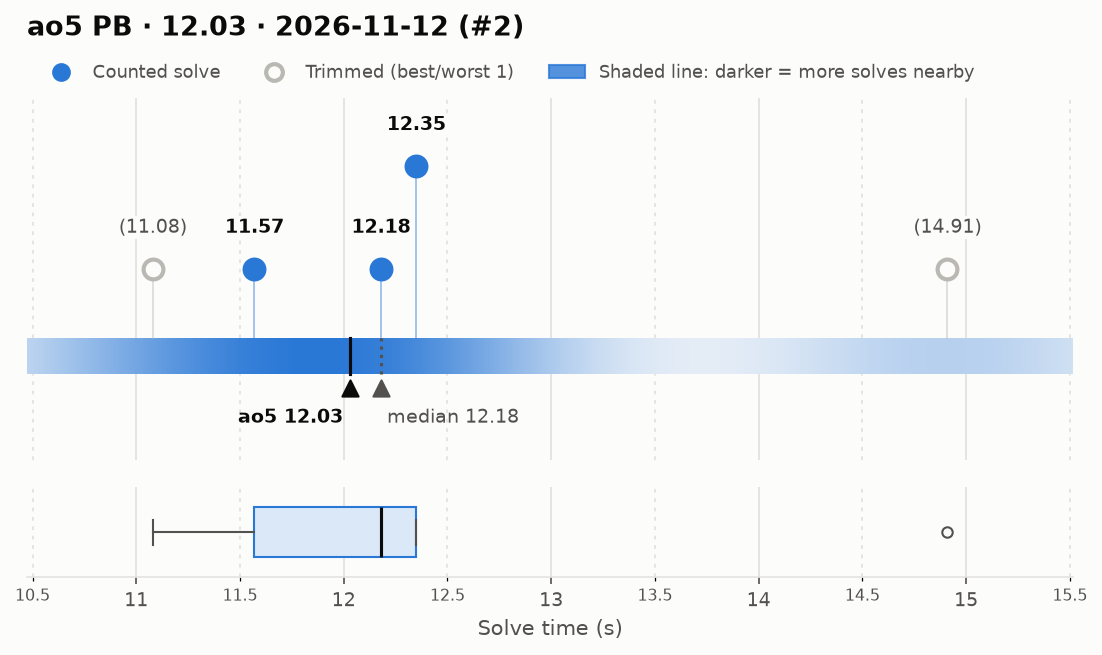 ao5 PB · 12.03 · 2026-11-12 (#2)
Counted solve
Trimmed (best/worst 1)
Shaded line: darker = more solves nearby
12.35
(11.08)
11.57
12.18
(14.91)
ao5 12.03
median 12.18
10.5
11
11.5
12
12.5
13
13.5
14
14.5
15
15.5
Solve time (s)